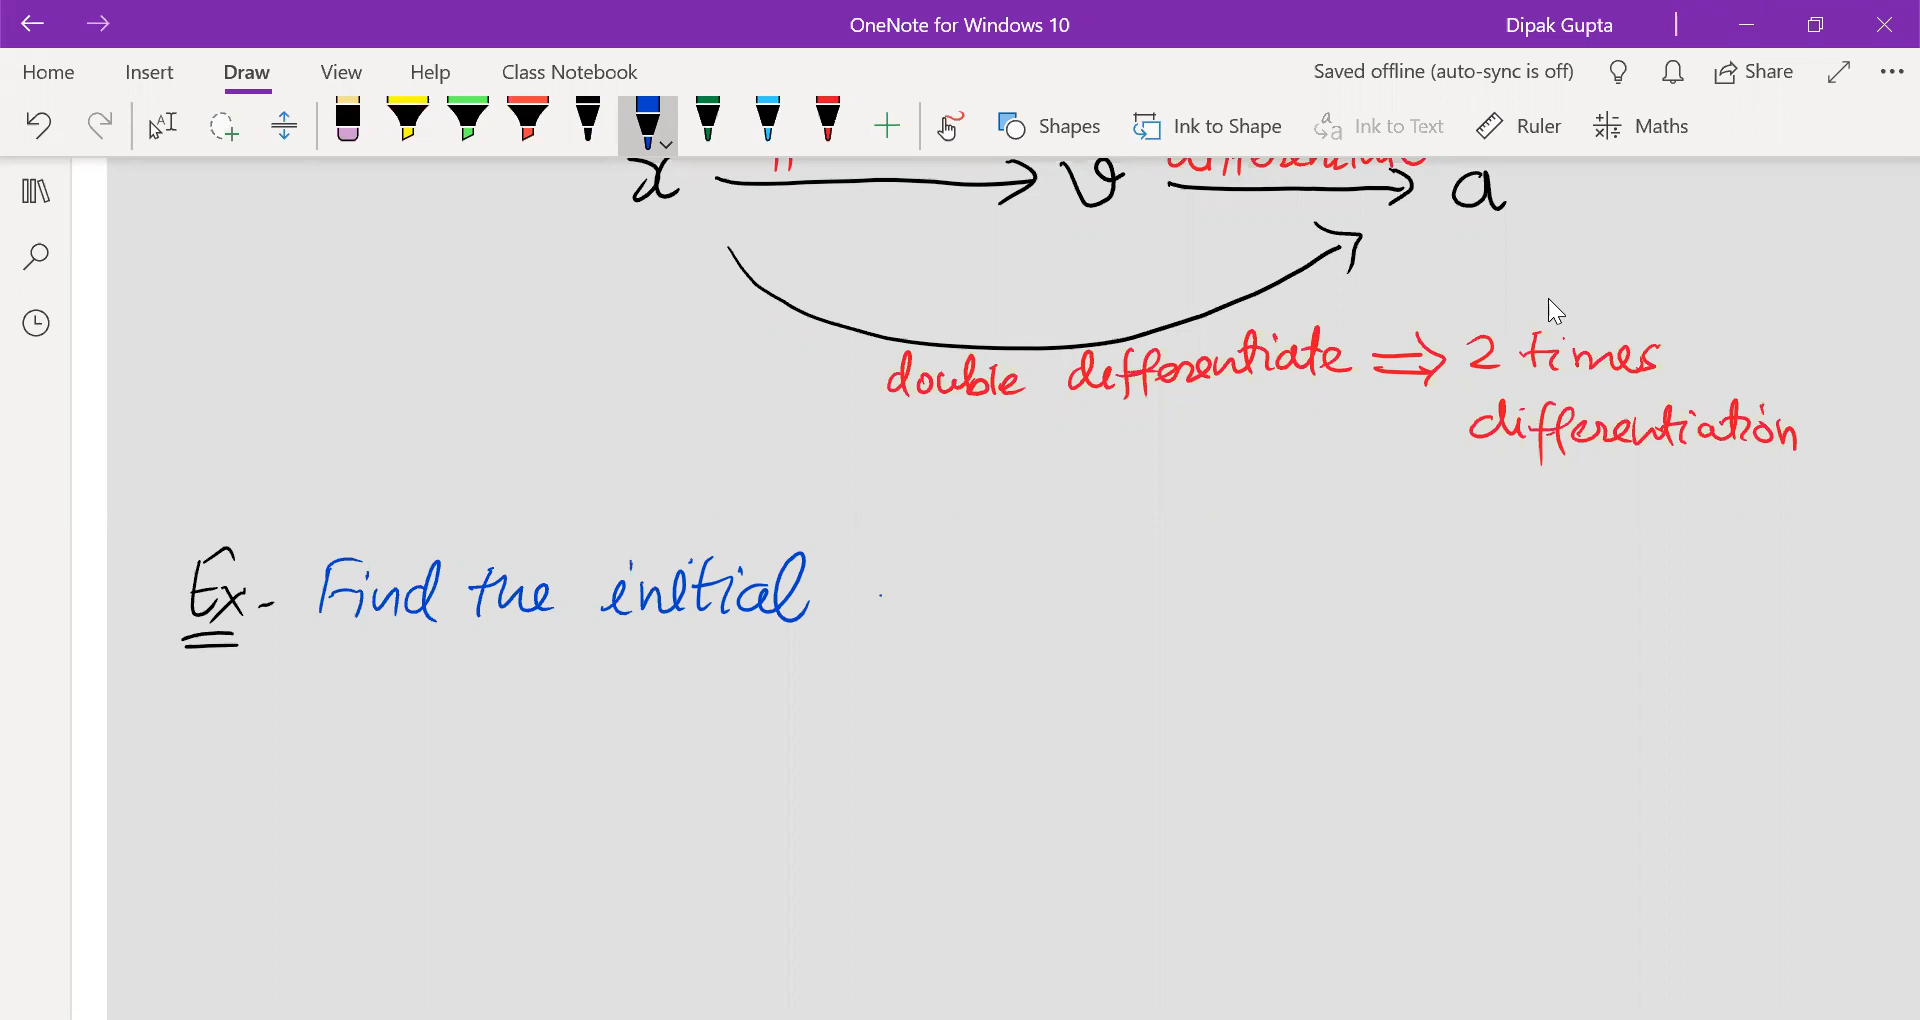 OneNote for Windows 10
Dipak Gupta
Home Insert Draw View Help Class Notebook
Saved offline (auto-sync is off) Share
Shapes Ink to Shape Ink to Text Ruler Maths
x v differentiate a
double differentiate ⇒ 2 times
differentiation
Ex- Find the initial